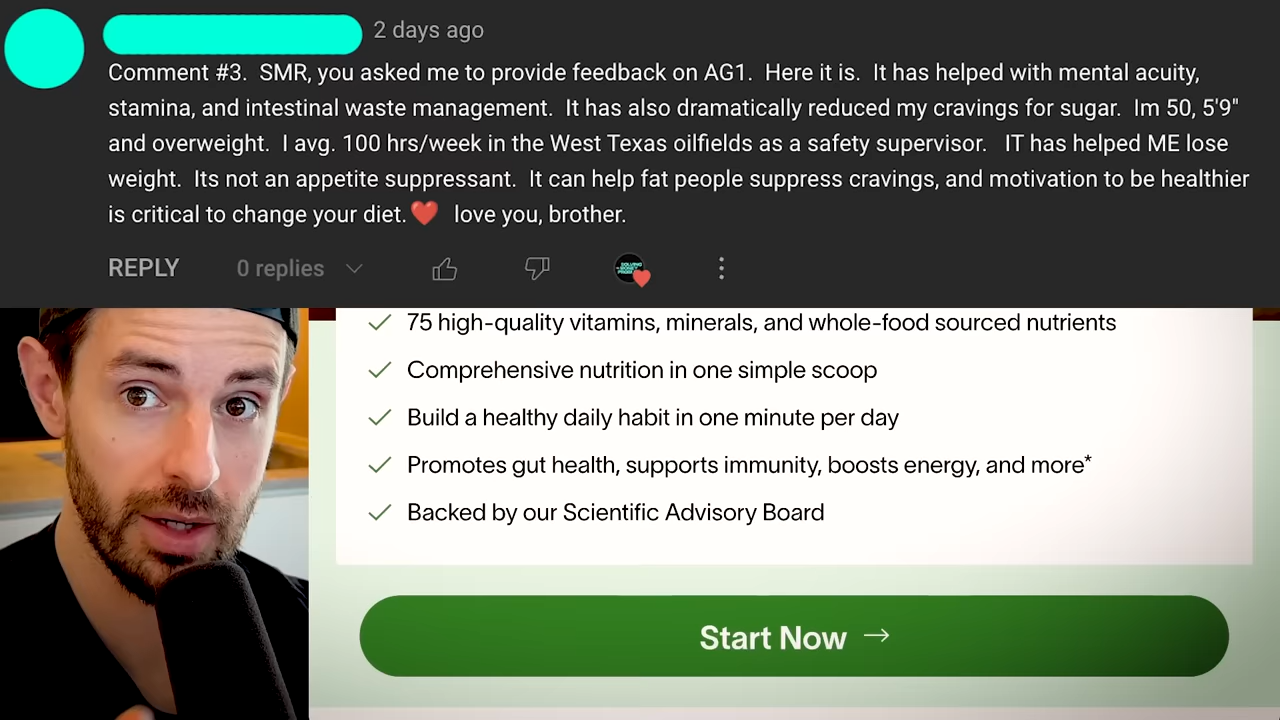 2 days ago
Comment #3. SMR, you asked me to provide feedback on AG1. Here it is. It has helped with mental acuity,
stamina, and intestinal waste management. It has also dramatically reduced my cravings for sugar. Im 50, 5'9"
and overweight. I avg. 100 hrs/week in the West Texas oilfields as a safety supervisor. IT has helped ME lose
weight. Its not an appetite suppressant. It can help fat people suppress cravings, and motivation to be healthier
is critical to change your diet.❤️ love you, brother.
REPLY 0 replies
75 high-quality vitamins, minerals, and whole-food sourced nutrients
Comprehensive nutrition in one simple scoop
Build a healthy daily habit in one minute per day
Promotes gut health, supports immunity, boosts energy, and more*
Backed by our Scientific Advisory Board
Start Now →